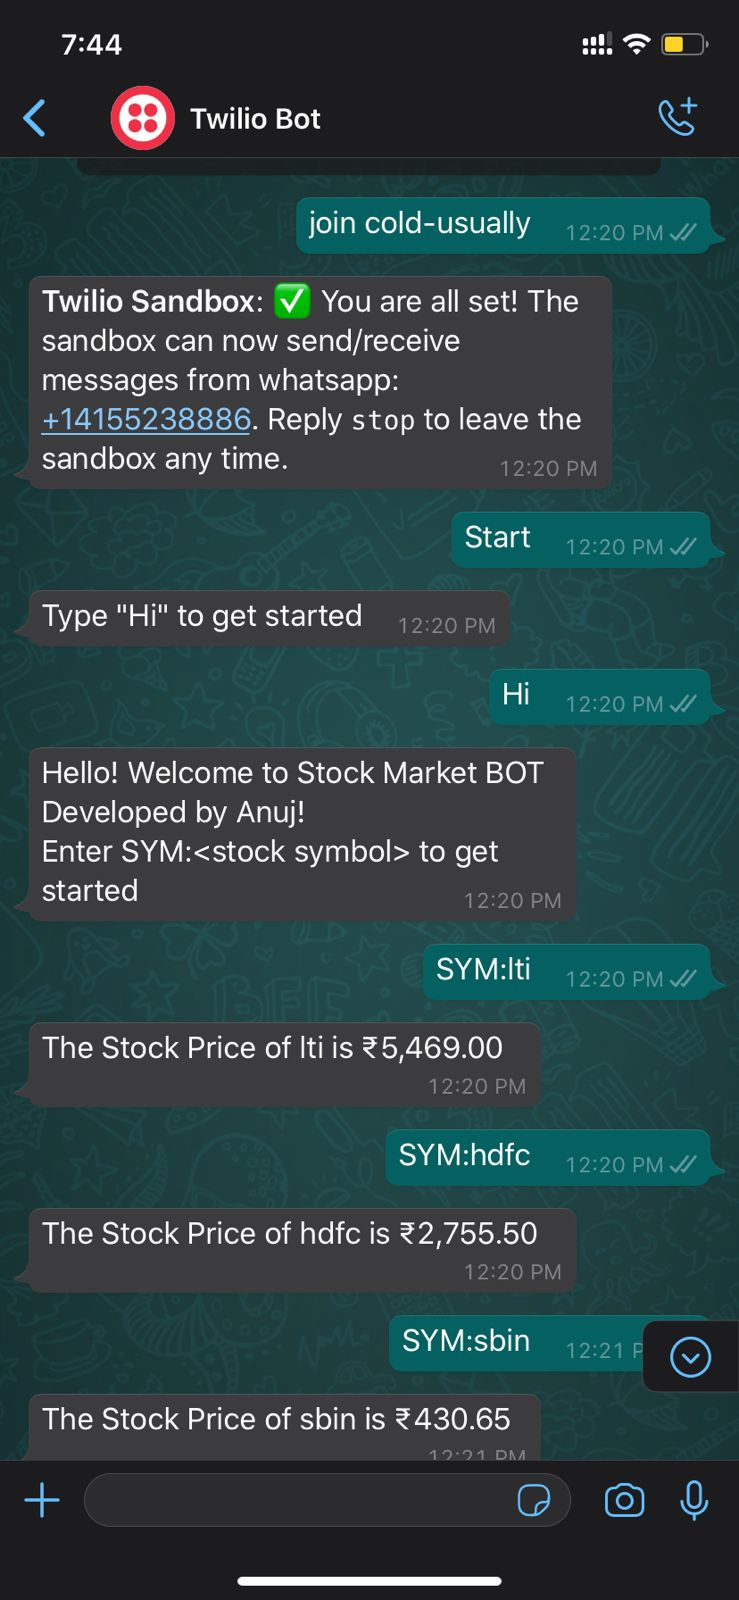 7:44
Twilio Bot
join cold-usually 12:20 PM
Twilio Sandbox: ✅ You are all set! The
sandbox can now send/receive
messages from whatsapp:
+14155238886. Reply stop to leave the
sandbox any time. 12:20 PM
Start 12:20 PM
Type "Hi" to get started 12:20 PM
Hi 12:20 PM
Hello! Welcome to Stock Market BOT
Developed by Anuj!
Enter SYM:<stock symbol> to get
started 12:20 PM
SYM:lti 12:20 PM
The Stock Price of lti is ₹5,469.00
12:20 PM
SYM:hdfc 12:20 PM
The Stock Price of hdfc is ₹2,755.50
12:20 PM
SYM:sbin 12:21 P
The Stock Price of sbin is ₹430.65
12:21 PM